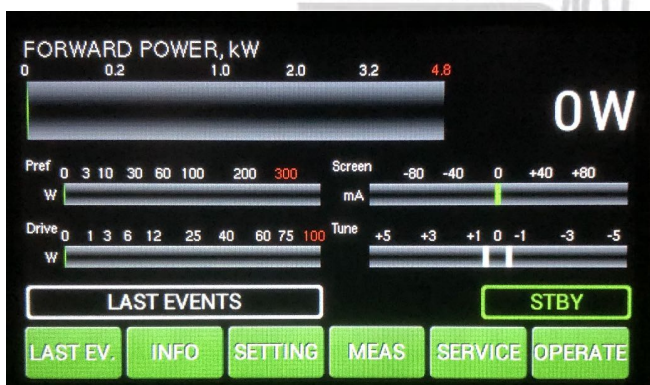 FORWARD POWER, kW
0 0.2 1.0 2.0 3.2 4.8
0W
Pref 0 3 10 30 60 100 200 300
W
Screen -80 -40 0 +40 +80
mA
Drive 0 1 3 6 12 25 40 60 75 100
W
Tune +5 +3 +1 0 -1 -3 -5
LAST EVENTS
STBY
LAST EV. INFO SETTING MEAS SERVICE OPERATE